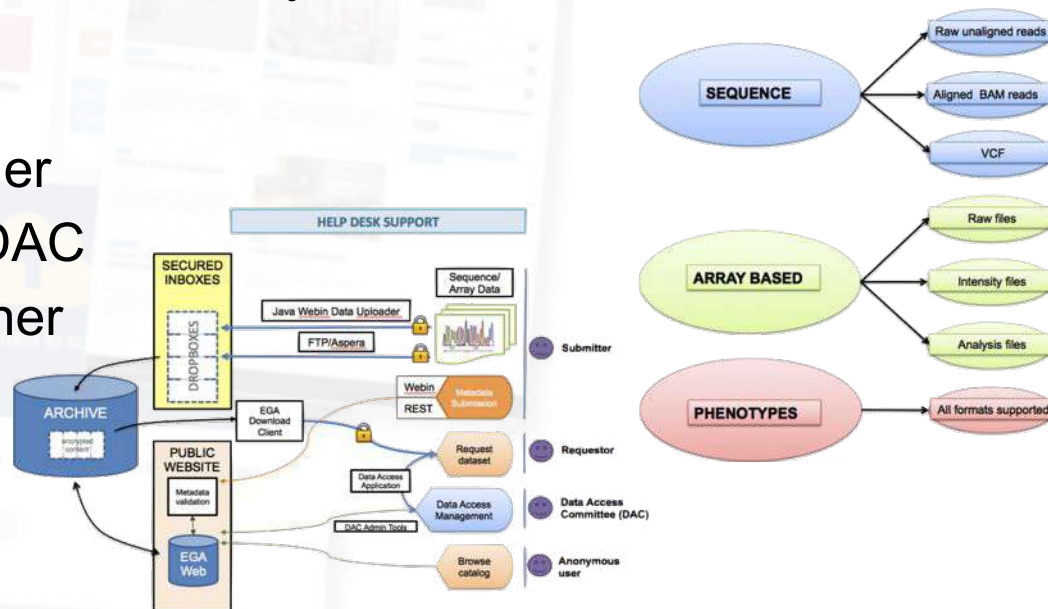 er
DAC
ner
HELP DESK SUPPORT
SECURED
INBOXES
DROPBOXES
Java Webin Data Uploader
FTP/Aspera
Sequence/
Array Data
Submitter
Webin
REST
Metadata
Submission
ARCHIVE
encrypted
content
EGA
Download
Client
Request
dataset
Requestor
PUBLIC
WEBSITE
Metadata
validation
Data Access
Application
Data Access
Management
Data Access
Committee (DAC)
DAC Admin Tools
EGA
Web
Browse
catalog
Anonymous
user
SEQUENCE
Raw unaligned reads
Aligned BAM reads
VCF
ARRAY BASED
Raw files
Intensity files
Analysis files
PHENOTYPES
All formats supported